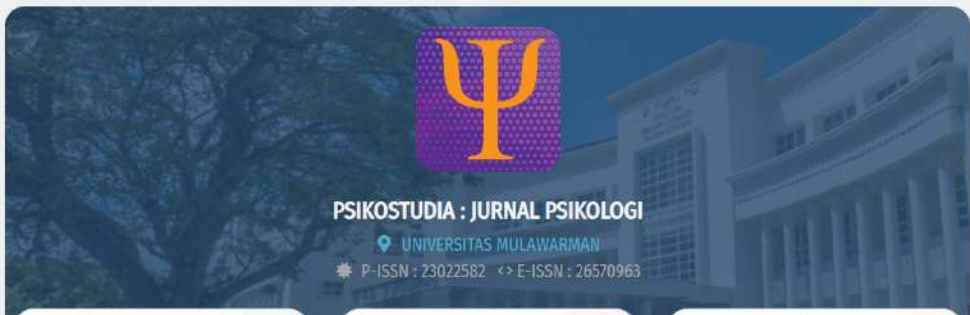 Ψ
PSIKOSTUDIA : JURNAL PSIKOLOGI
UNIVERSITAS MULAWARMAN
P-ISSN : 23022582 <> E-ISSN : 26570963